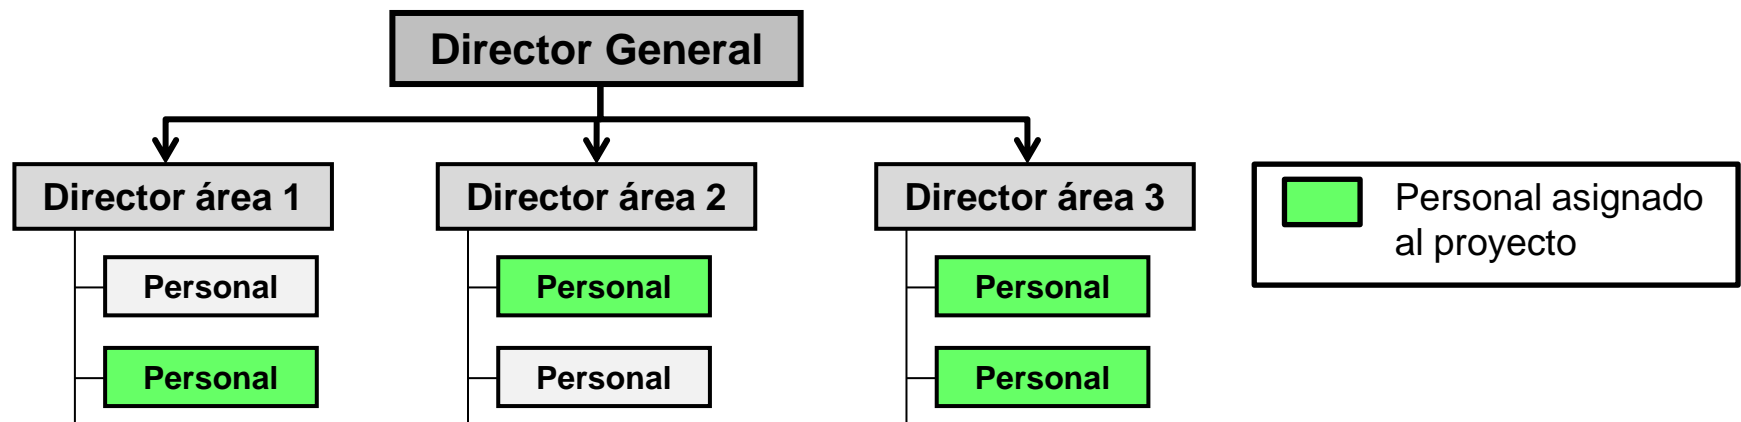 Director General
Director área 1
Director área 2
Director área 3
Personal asignado
al proyecto
Personal
Personal
Personal
Personal
Personal
Personal